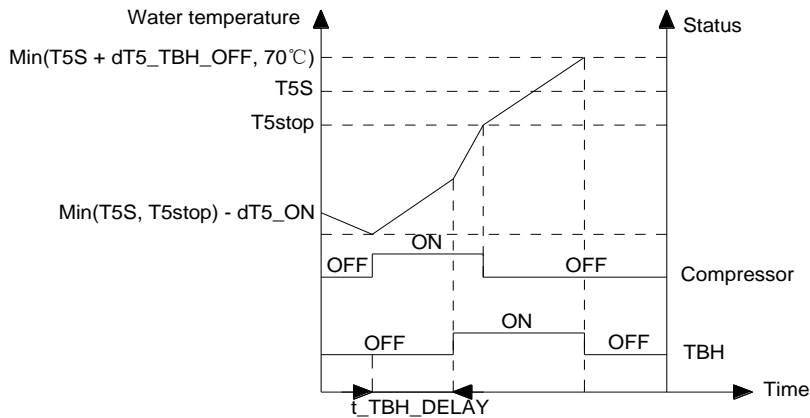 Water temperature
Status
Min(T5S + dT5_TBH_OFF, 70℃)
T5S
T5stop
Min(T5S, T5stop) - dT5_ON
ON
OFF
OFF
Compressor
ON
OFF
OFF
TBH
Time
t_TBH_DELAY